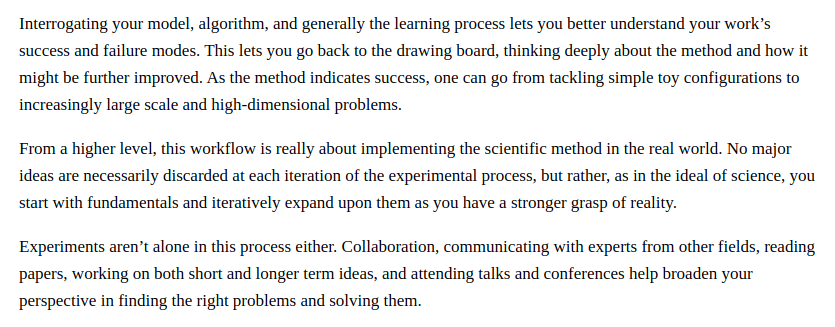 Interrogating your model, algorithm, and generally the learning process lets you better understand your work’s
success and failure modes. This lets you go back to the drawing board, thinking deeply about the method and how it
might be further improved. As the method indicates success, one can go from tackling simple toy configurations to
increasingly large scale and high-dimensional problems.
From a higher level, this workflow is really about implementing the scientific method in the real world. No major
ideas are necessarily discarded at each iteration of the experimental process, but rather, as in the ideal of science, you
start with fundamentals and iteratively expand upon them as you have a stronger grasp of reality.
Experiments aren’t alone in this process either. Collaboration, communicating with experts from other fields, reading
papers, working on both short and longer term ideas, and attending talks and conferences help broaden your
perspective in finding the right problems and solving them.